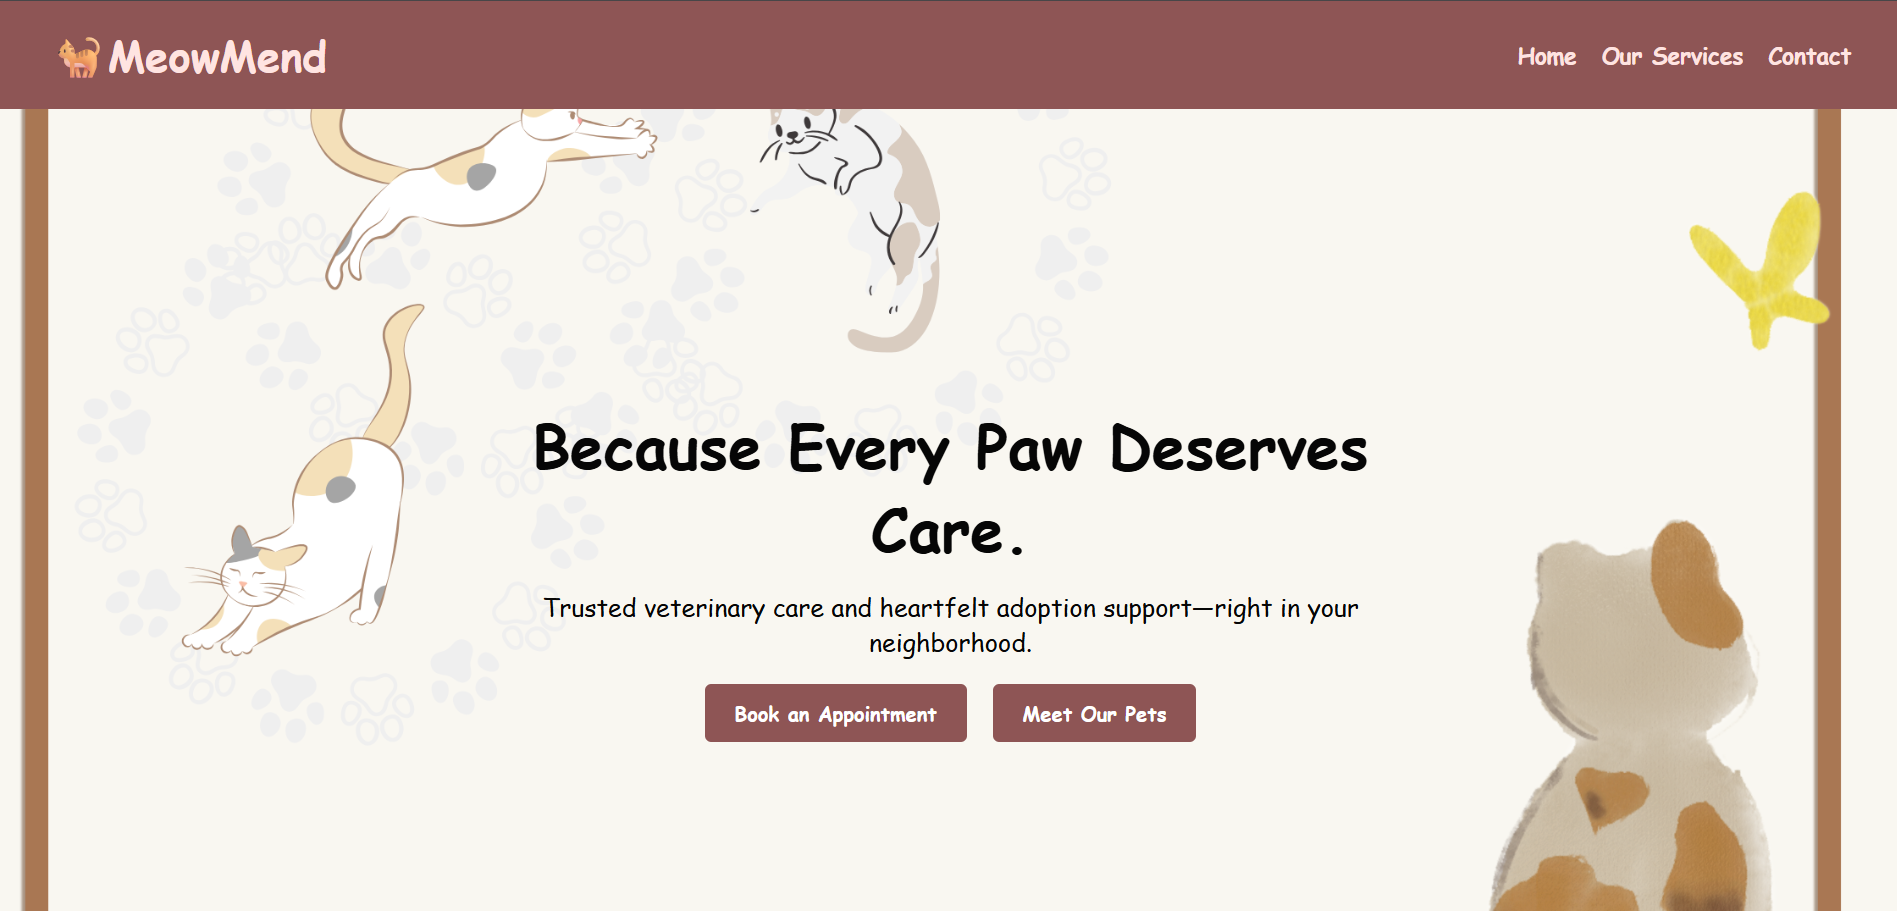 MeowMend
Home Our Services Contact
Because Every Paw Deserves
Care.
Trusted veterinary care and heartfelt adoption support—right in your
neighborhood.
Book an Appointment Meet Our Pets